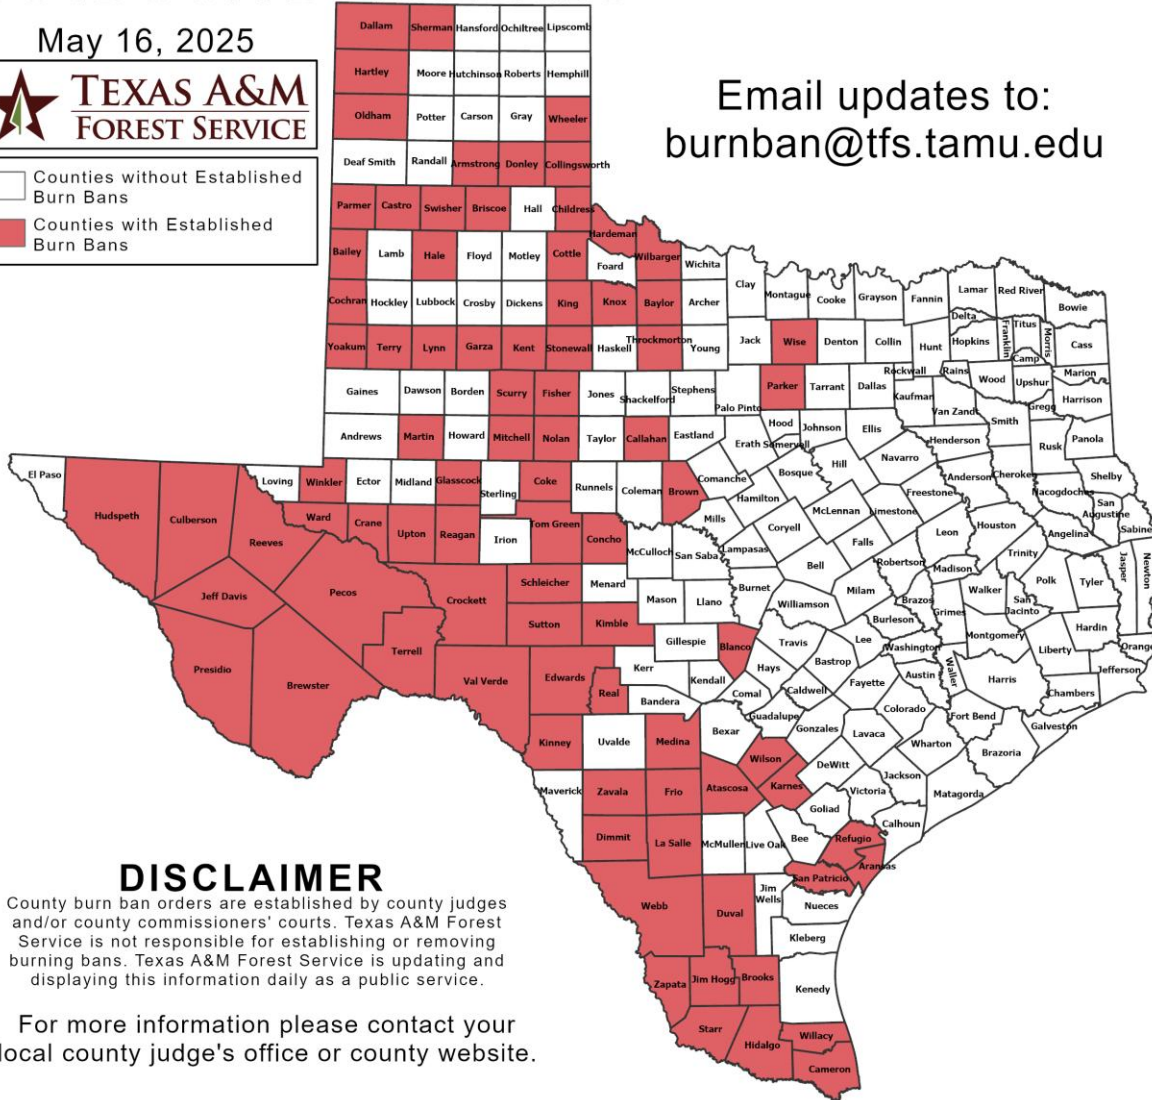 May 16, 2025
TEXAS A&M
FOREST SERVICE
Counties without Established
Burn Bans
Counties with Established
Burn Bans
Email updates to:
burnban@tfs.tamu.edu
Dallam Sherman Hansford Ochiltree Lipscomb
Hartley Moore Hutchinson Roberts Hemphill
Oldham Potter Carson Gray Wheeler
Deaf Smith Randall Armstrong Donley Collingsworth
Parmer Castro Swisher Briscoe Hall Childress
Hardeman
Bailey Lamb Hale Floyd Motley Cottle Foard Wilbarger Wichita
Clay Montague Cooke Grayson Fannin Lamar Red River Bowie
Cochran Hockley Lubbock Crosby Dickens King Knox Baylor Archer
Delta Franklin Titus Morris Cass
Yoakum Terry Lynn Garza Kent Stonewall Haskell Throckmorton Young Jack Wise Denton Collin Hunt Hopkins
Camp
Rockwall Rains Wood Upshur Marion
Gaines Dawson Borden Scurry Fisher Jones Shackelford Stephens Palo Pinto Parker Tarrant Dallas Kaufman Van Zandt Gregg Harrison
Smith
Andrews Martin Howard Mitchell Nolan Taylor Callahan Eastland Erath Hood Somervell Johnson Ellis Henderson Rusk Panola
El Paso Hudspeth Culberson Reeves Loving Winkler Ector Midland Glasscock Sterling Coke Runnels Coleman Brown Comanche Hamilton Bosque Hill Navarro Anderson Cherokee Shelby
Freestone Nacogdoches San
Augustine
Sabine
Ward Crane Upton Reagan Irion Tom Green Concho McCulloch San Saba Mills Lampasas Coryell McLennan Limestone Falls Leon Houston Angelina
Trinity
Jeff Davis Pecos Crockett Schleicher Menard Mason Llano Burnet Bell Milam Robertson Madison Walker Polk Tyler Jasper Newton
Brazos Grimes San
Jacinto
Sutton Kimble Williamson Burleson Montgomery Hardin
Presidio Brewster Terrell Val Verde Edwards Real Kerr Gillespie Blanco Travis Lee Washington Liberty Orange
Kendall Hays Bastrop Austin Waller Harris Jefferson
Bandera Comal Caldwell Fayette Chambers
Kinney Uvalde Medina Bexar Guadalupe Gonzales Lavaca Colorado Fort Bend Galveston
Wilson Wharton Brazoria
Maverick Zavala Frio Atascosa Karnes DeWitt Jackson Matagorda
Victoria
Goliad Calhoun
Dimmit La Salle McMullen Live Oak Bee Refugio
Aransas
San Patricio
Webb Duval Jim
Wells
Nueces
Kleberg
Zapata Jim Hogg Brooks Kenedy
Starr Hidalgo Willacy
Cameron
DISCLAIMER
County burn ban orders are established by county judges
and/or county commissioners' courts. Texas A&M Forest
Service is not responsible for establishing or removing
burning bans. Texas A&M Forest Service is updating and
displaying this information daily as a public service.
For more information please contact your
local county judge's office or county website.